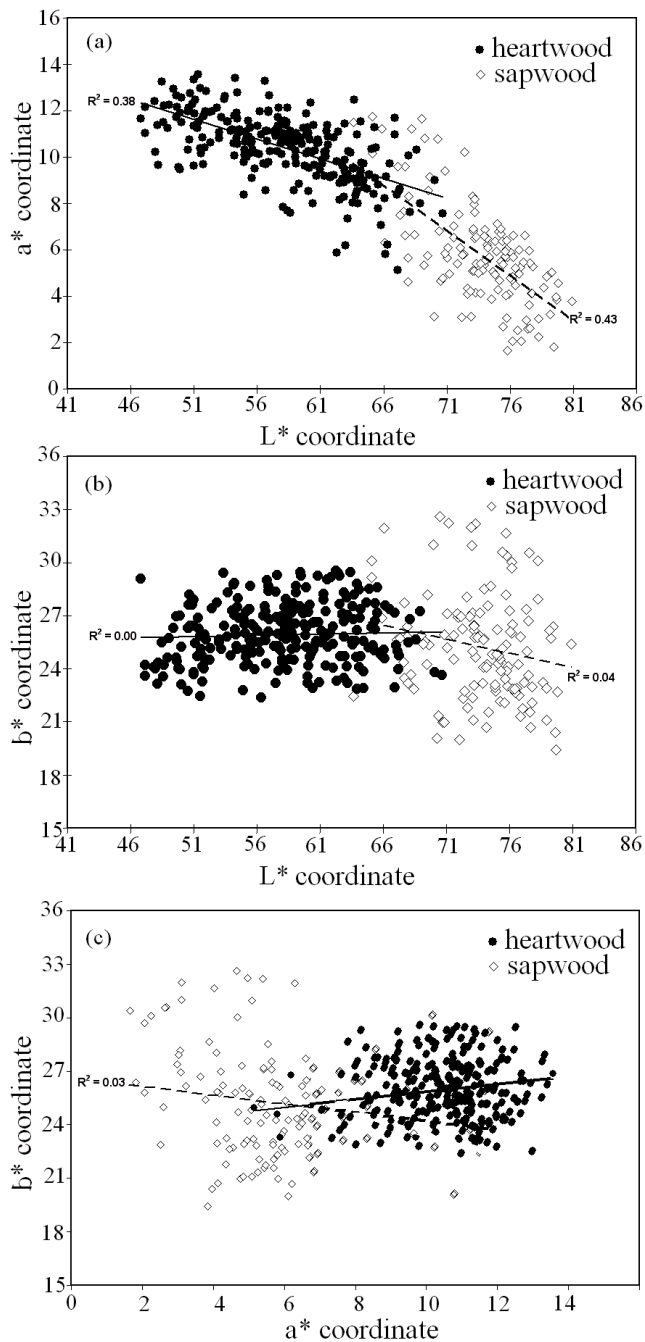 (a)
heartwood
sapwood
R² = 0.38
R² = 0.43
a* coordinate
16
14
12
10
8
6
4
2
0
41 46 51 56 61 66 71 76 81 86
L* coordinate
(b)
heartwood
sapwood
R² = 0.00
R² = 0.04
b* coordinate
36
33
30
27
24
21
18
15
41 46 51 56 61 66 71 76 81 86
L* coordinate
(c)
heartwood
sapwood
R² = 0.03
b* coordinate
36
33
30
27
24
21
18
15
0 2 4 6 8 10 12 14
a* coordinate